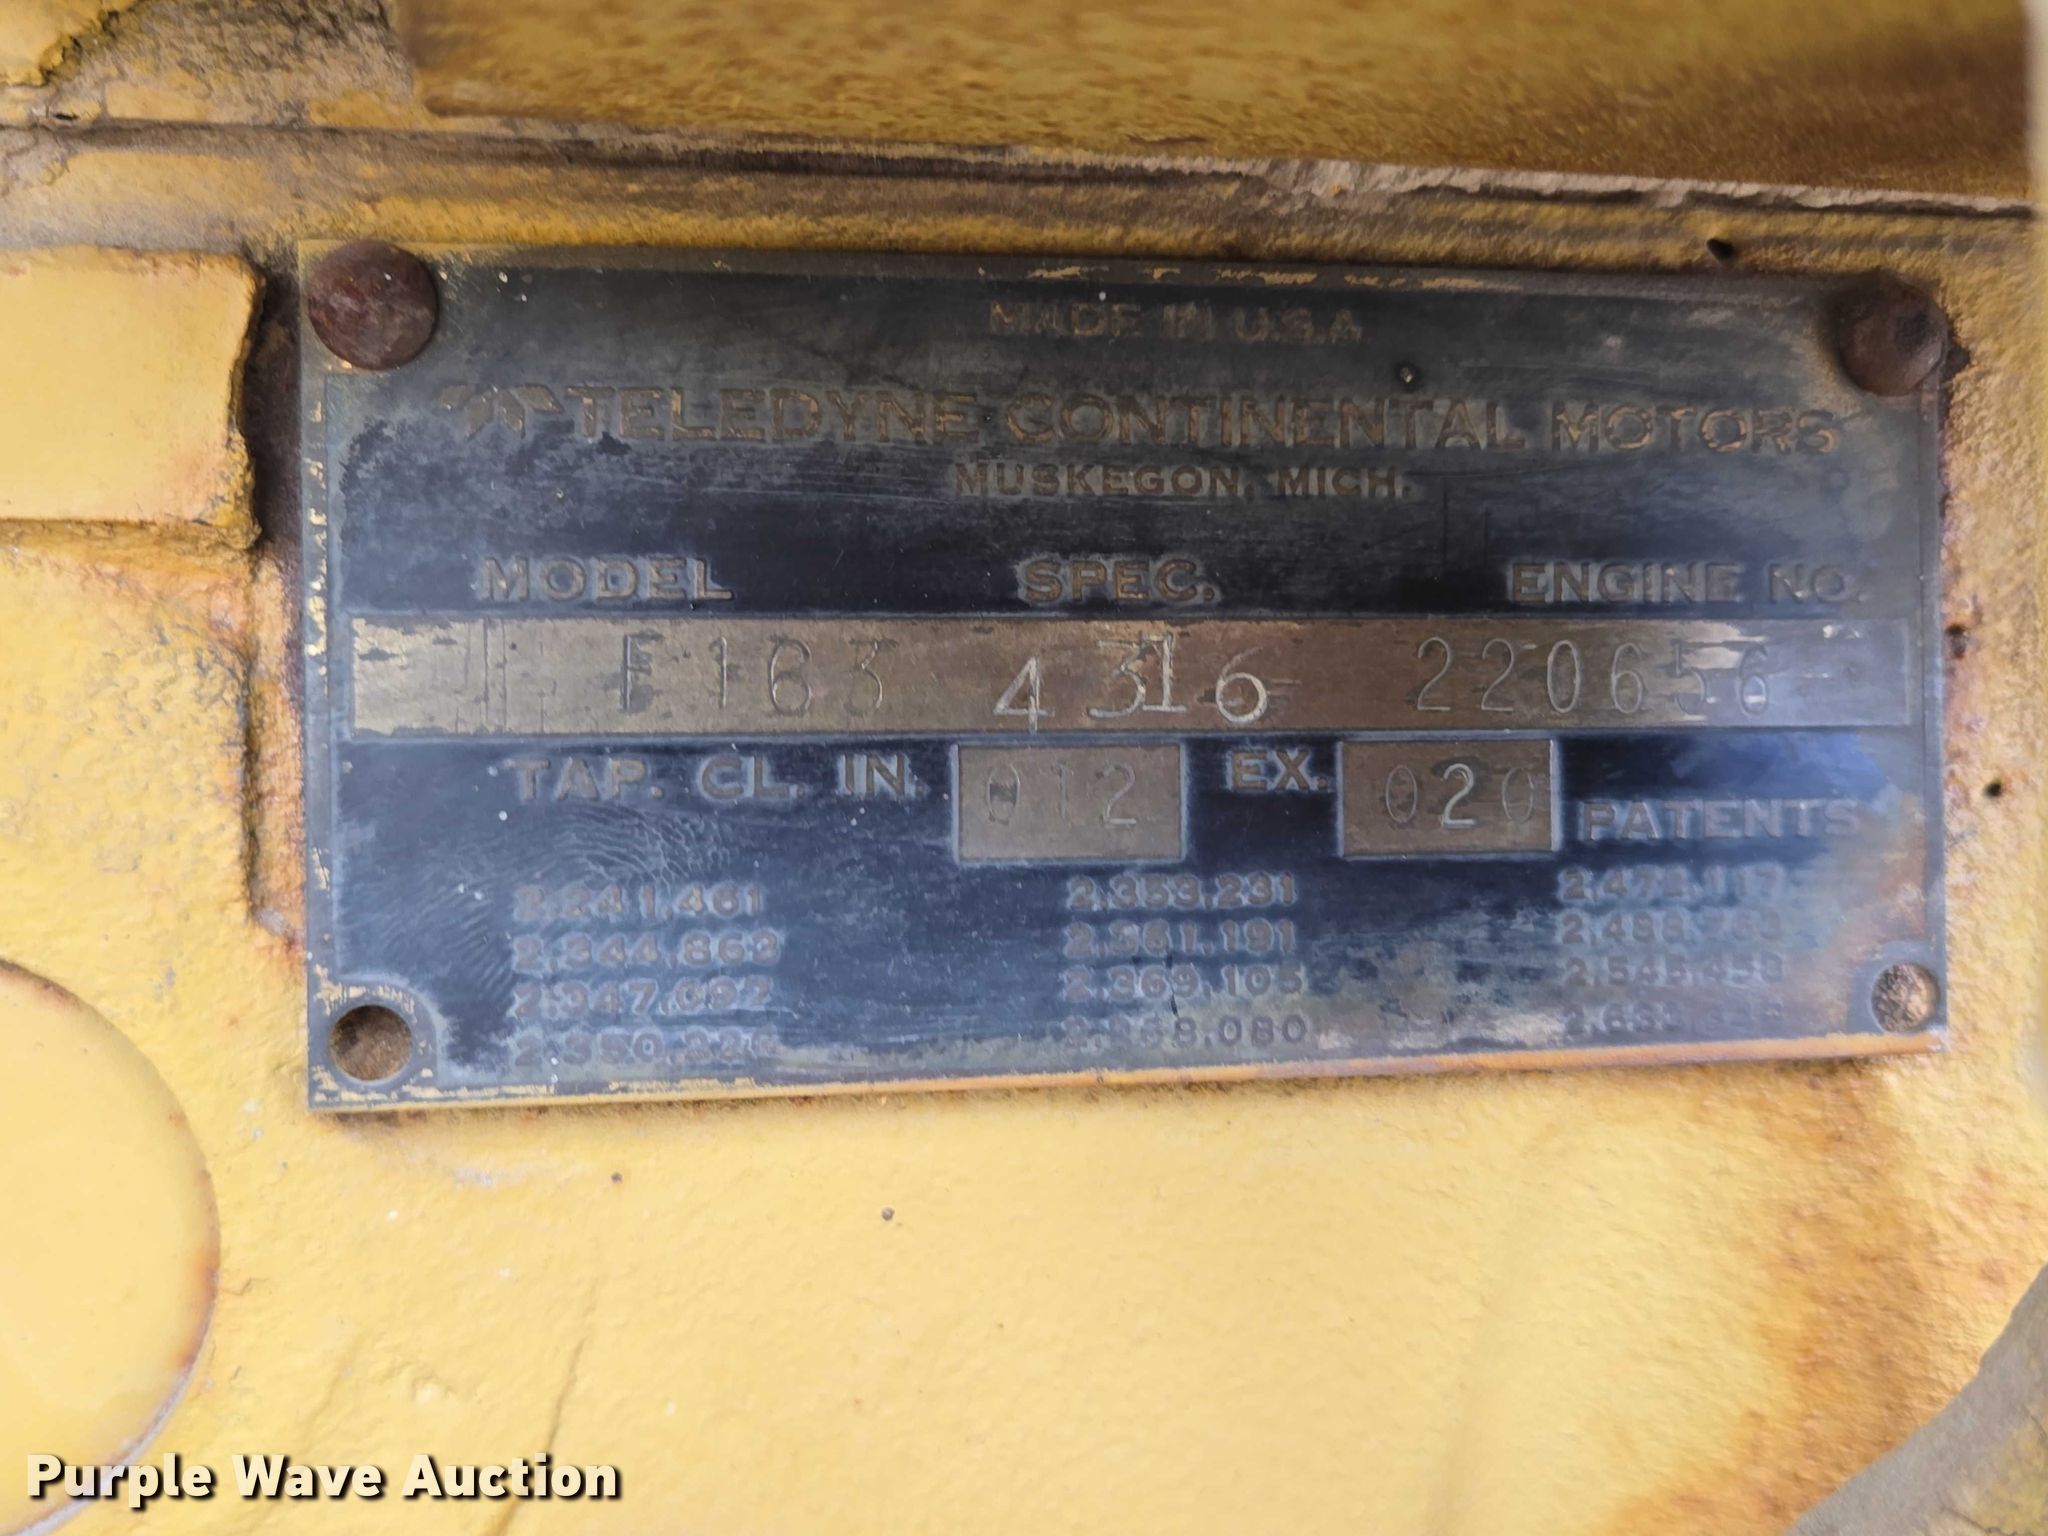 MADE IN U.S.A.
TELEDYNE CONTINENTAL MOTORS
MUSKEGON, MICH.
MODEL SPEC. ENGINE NO.
F163 4316 220656
TAP. CL. IN. 012 EX. 020 PATENTS
2,241,461 2,353,231 2,472,117
2,344,863 2,361,191
2,347,092 2,369,105
080
Purple Wave Auction